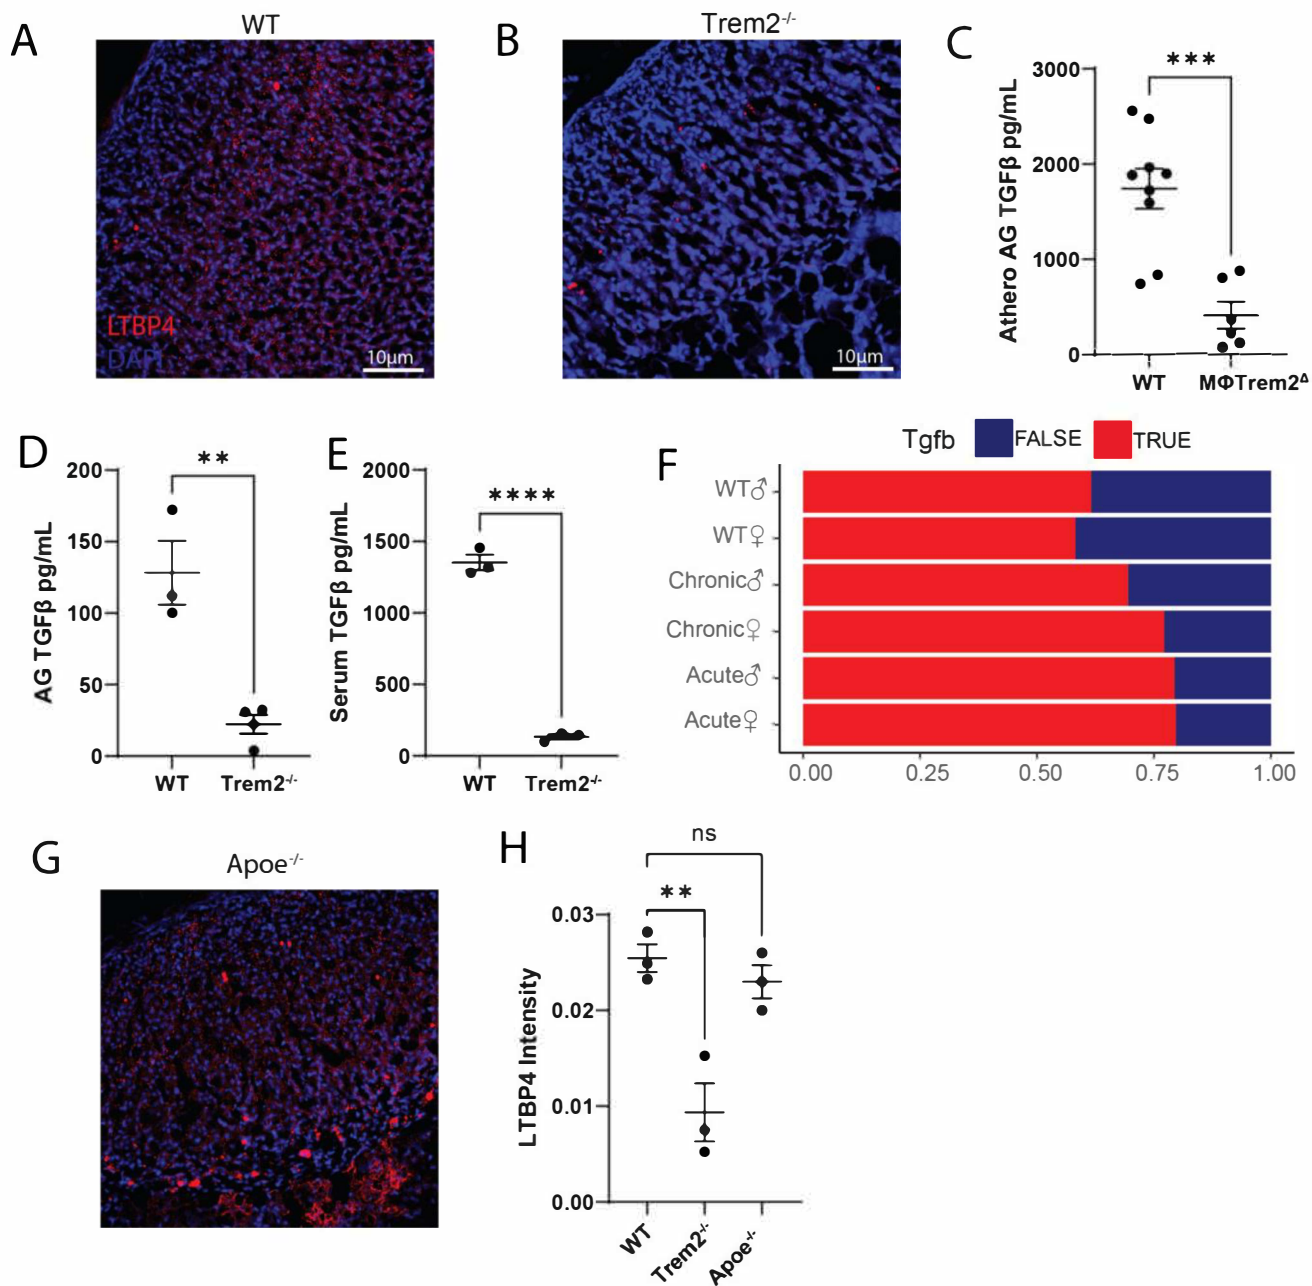 A
WT
LTBP4
DAPI
10μm
B
Trem2-/-
10μm
C
***
Athero AG TGFβ pg/mL
3000
2000
1000
0
WT
MΦTrem2Δ
D
**
AG TGFβ pg/mL
200
150
100
50
0
WT
Trem2-/-
E
****
Serum TGFβ pg/mL
2000
1500
1000
500
0
WT
Trem2-/-
F
Tgfb FALSE TRUE
WT♂
WT♀
Chronic♂
Chronic♀
Acute♂
Acute♀
0.00 0.25 0.50 0.75 1.00
G
Apoe-/-
H
ns
**
LTBP4 Intensity
0.03
0.02
0.01
0.00
WT
Trem2-/-
Apoe-/-